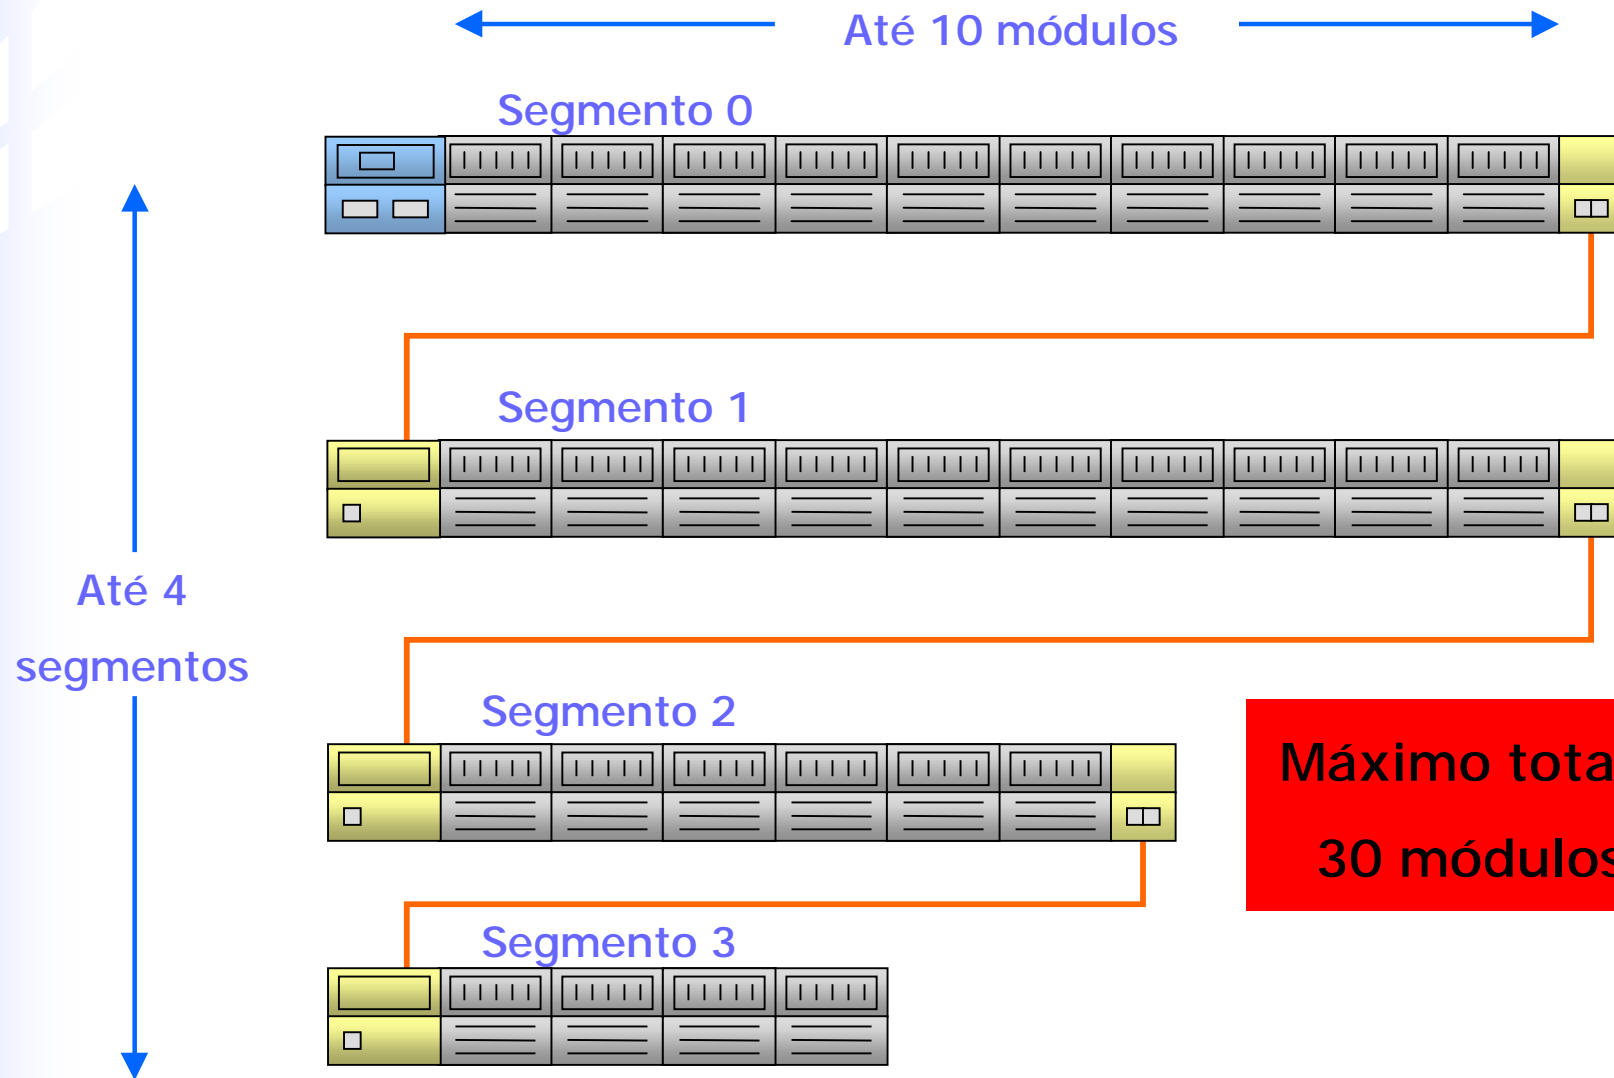 Até 10 módulos
Segmento 0
Segmento 1
Até 4
segmentos
Segmento 2
Máximo tota
30 módulos
Segmento 3